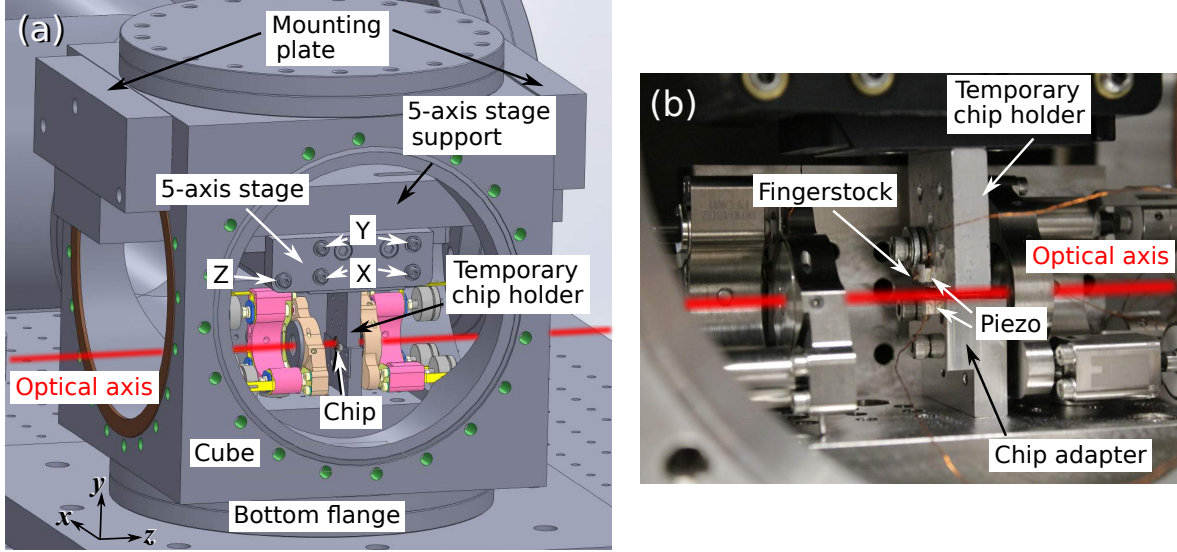 (a)
Mounting
plate
5-axis stage
support
5-axis stage
Y
Z
X
Temporary
chip holder
Optical axis
Chip
Cube
Bottom flange
y
x
z
(b)
Temporary
chip holder
Fingerstock
Optical axis
Piezo
Chip adapter